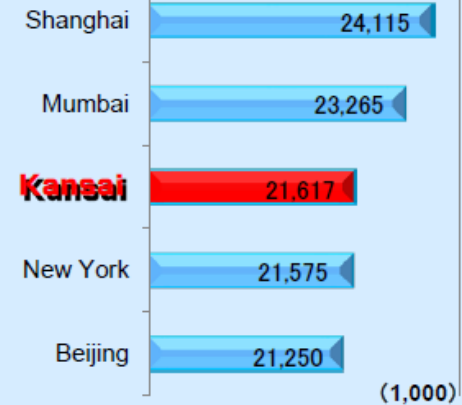 Shanghai 24,115
Mumbai 23,265
Kansai 21,617
New York 21,575
Beijing 21,250
(1,000)